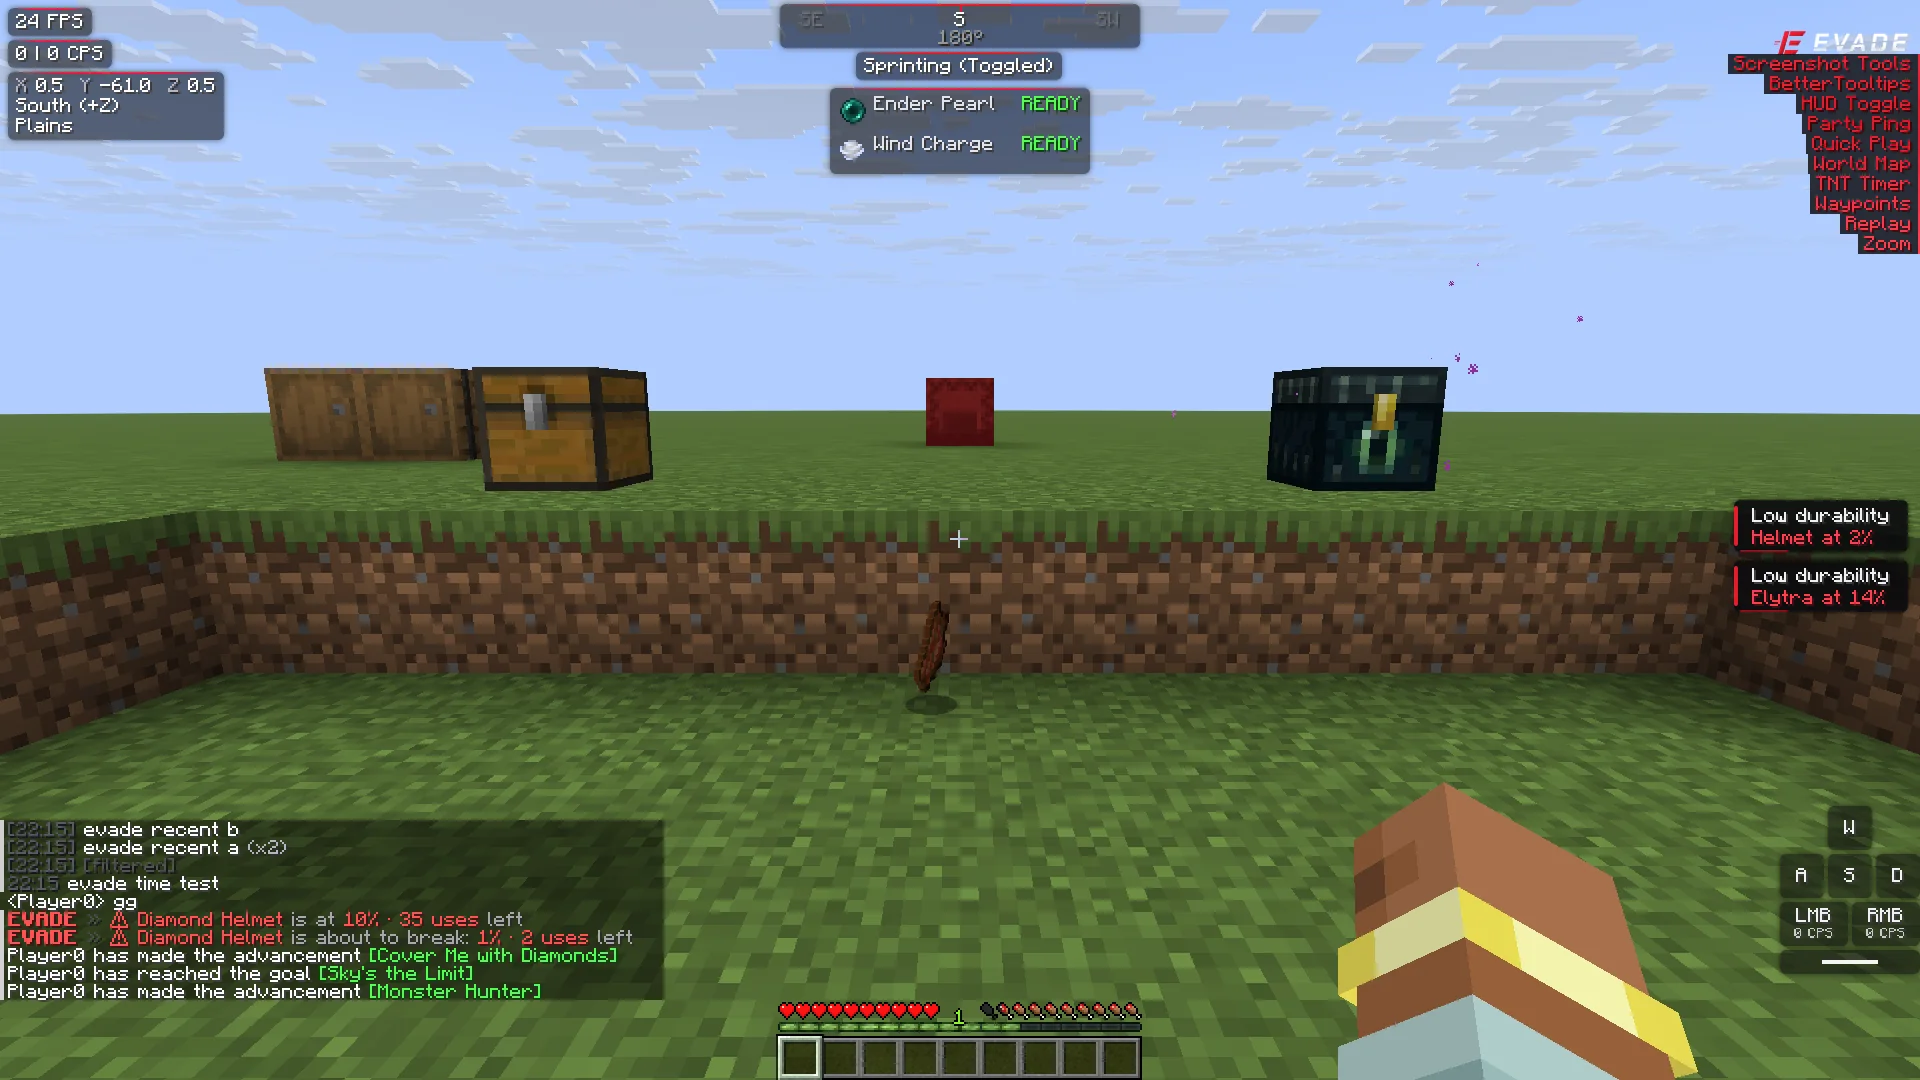 24 FPS
0 | 0 CPS
X 0.5 Y -61.0 Z 0.5
South (+Z)
Plains
SE S SW
180°
Sprinting (Toggled)
Ender Pearl READY
Wind Charge READY
EVADE
Screenshot Tools
BetterTooltips
HUD Toggle
Party Ping
Quick Play
World Map
TNT Timer
Waypoints
Replay
Zoom
Low durability
Helmet at 2%
Low durability
Elytra at 14%
[22:15] evade recent b
[22:15] evade recent a (x2)
[22:15] [filtered]
22:15 evade time test
<Player0> gg
EVADE » ⚠ Diamond Helmet is at 10% · 35 uses left
EVADE » ⚠ Diamond Helmet is about to break: 1% · 2 uses left
Player0 has made the advancement [Cover Me with Diamonds]
Player0 has reached the goal [Sky's the Limit]
Player0 has made the advancement [Monster Hunter]
1
W
A S D
LMB RMB
0 CPS 0 CPS